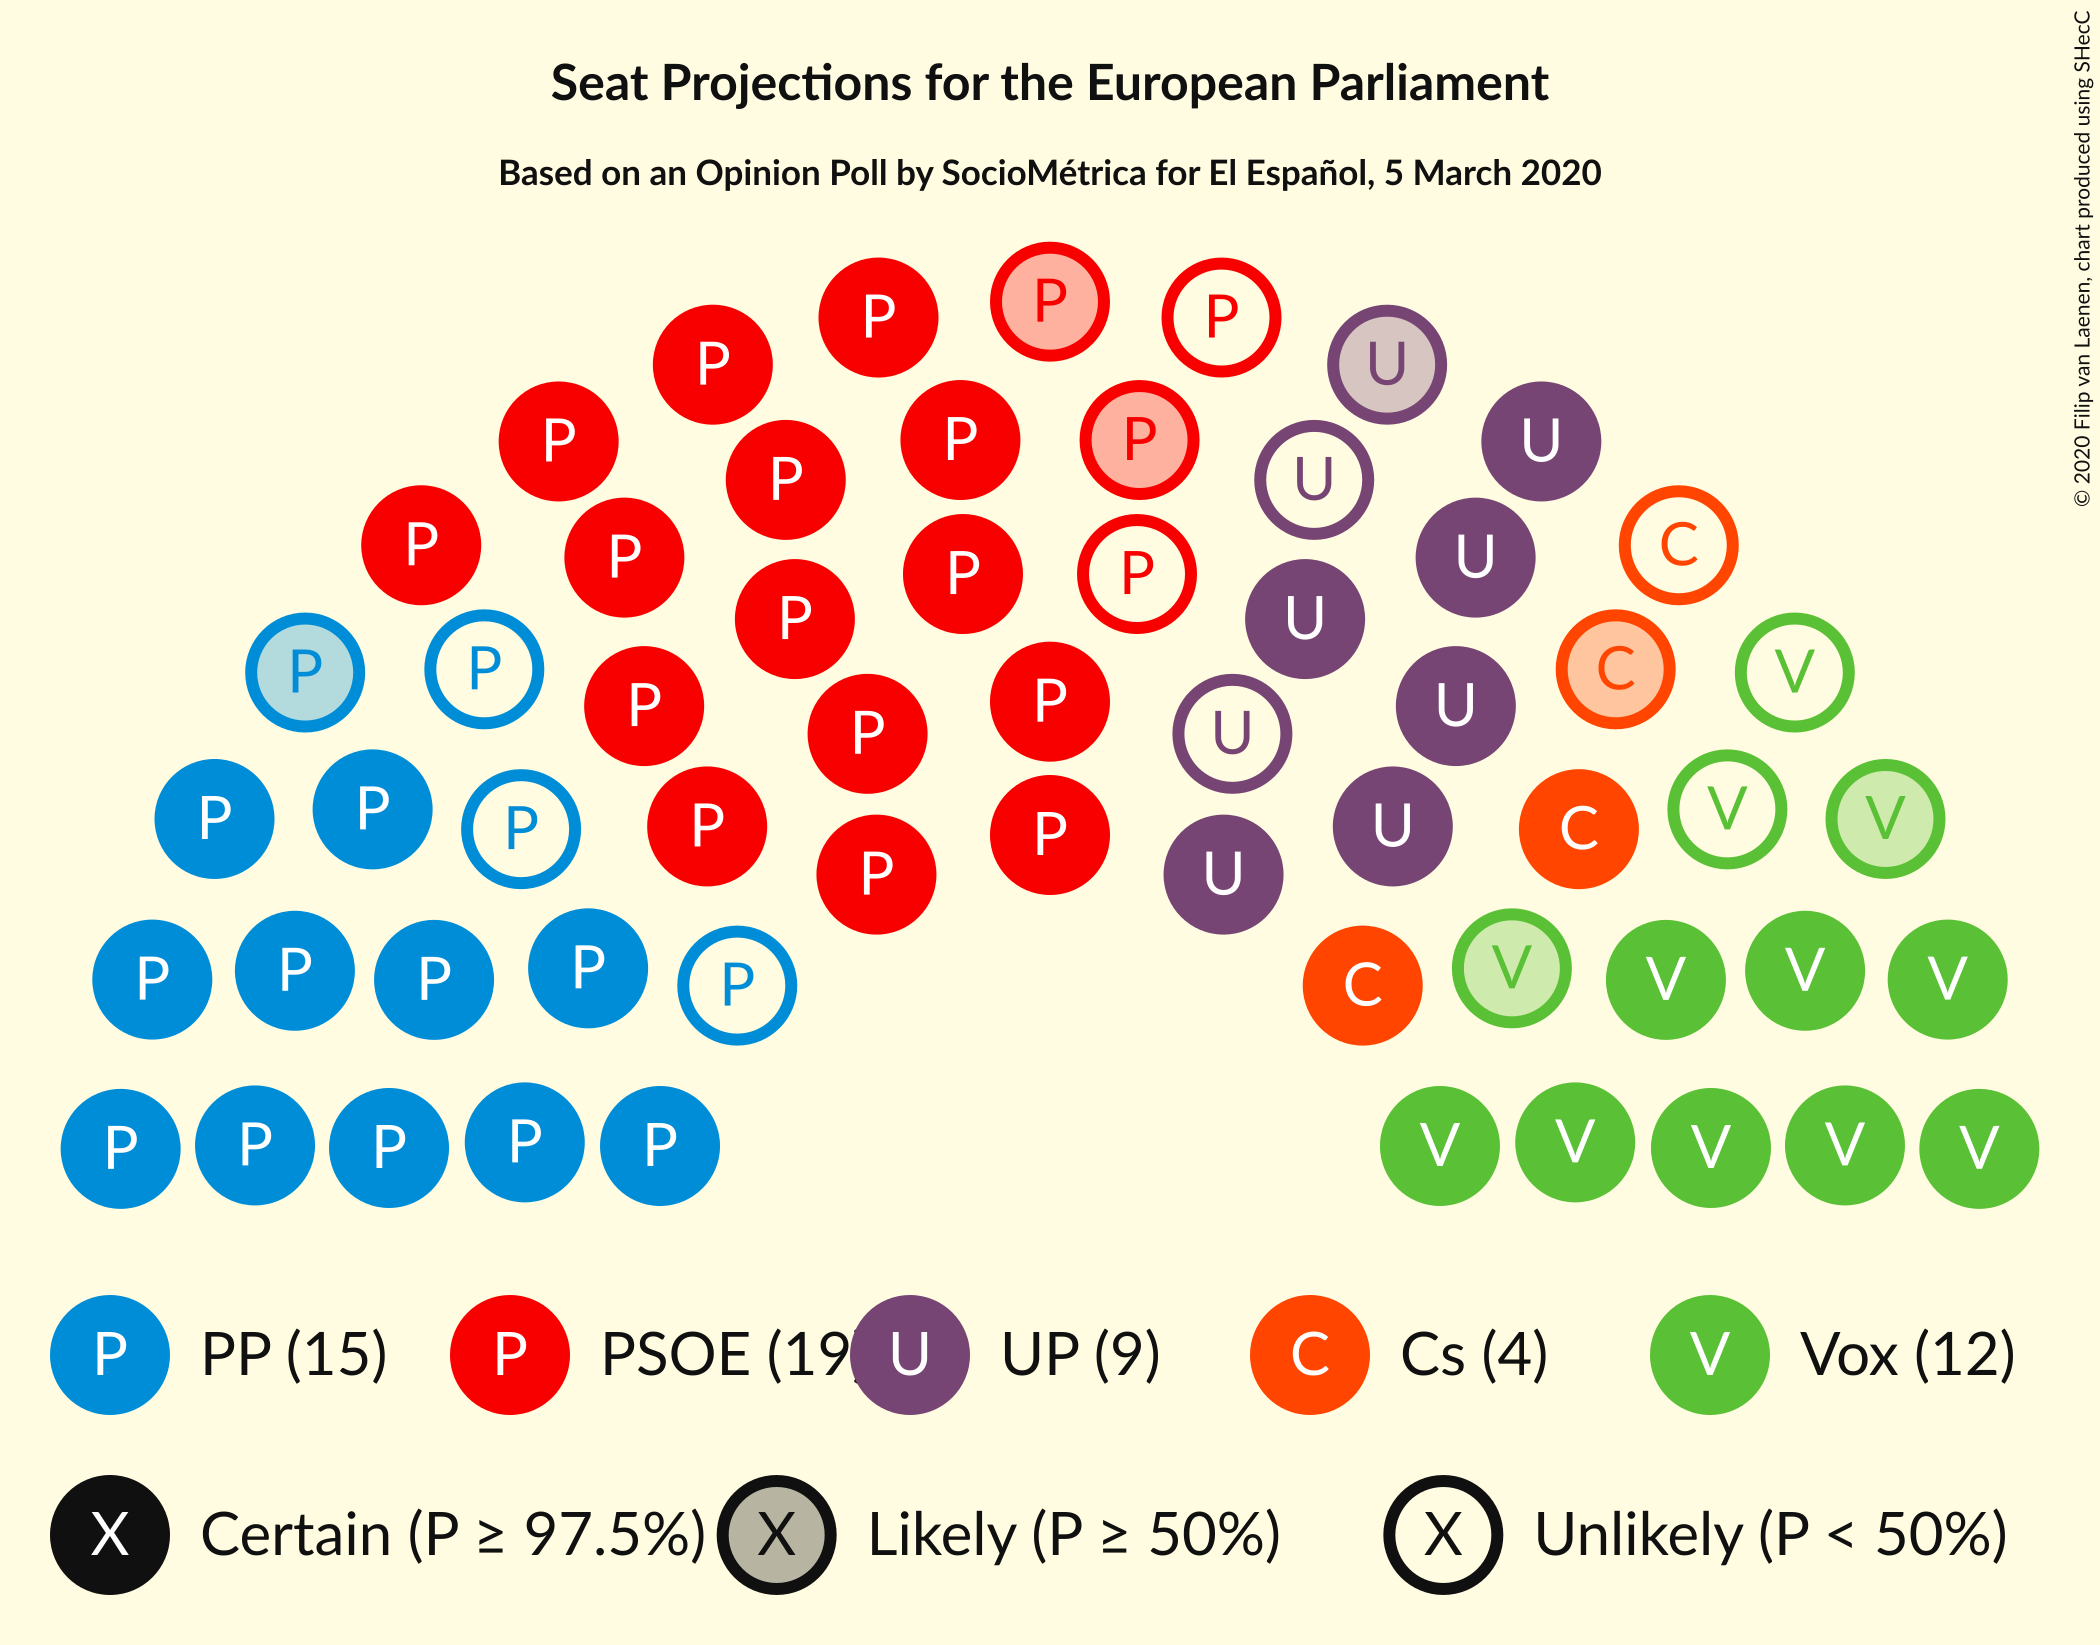 Seat Projections for the European Parliament
Based on an Opinion Poll by SocioMétrica for El Español, 5 March 2020
© 2020 Filip van Laenen, chart produced using SHecC
P
P P
P U
P P P U
P U
P C
P U
P P
P U
P P C V
P P U
P U
P P P P P U C V V
P U
P P P P P C V V V V
P P P P P V V V V V
P PP (15) P PSOE (19 U UP (9) C Cs (4) V Vox (12)
X Certain (P ≥ 97.5%) X Likely (P ≥ 50%) X Unlikely (P < 50%)